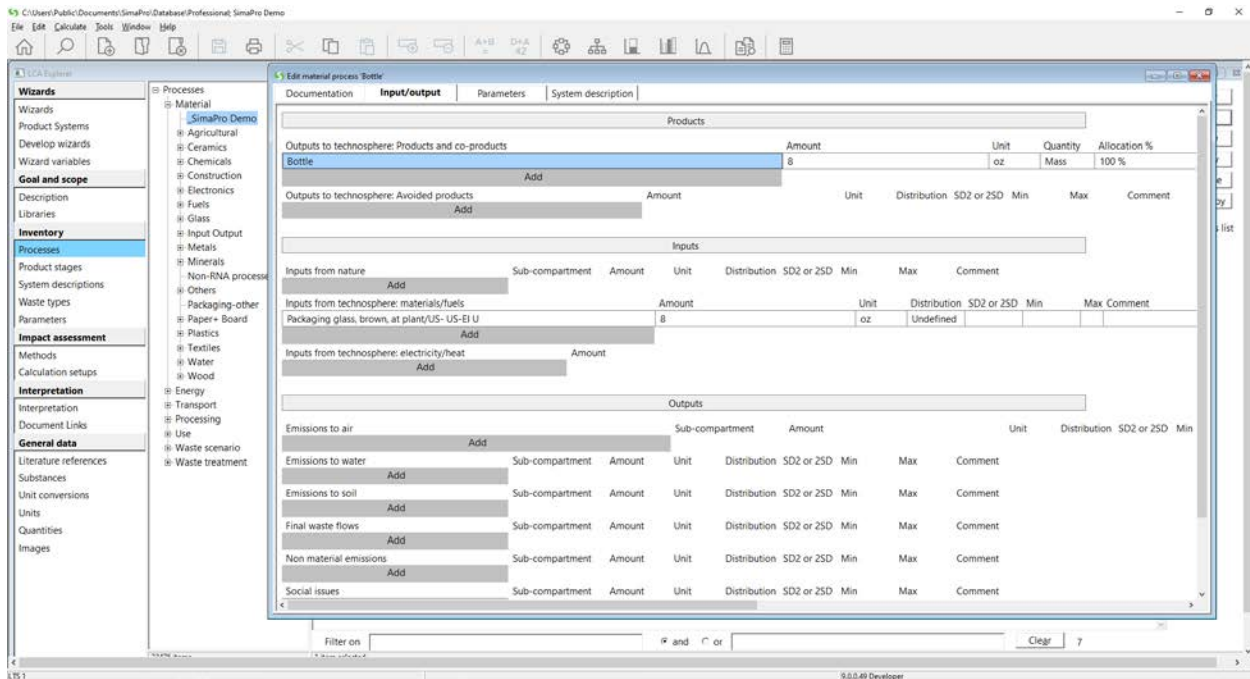 C:\Users\Public\Documents\SimaPro\Database\Professional; SimaPro Demo
File Edit Calculate Tools Window Help
A+B =
D+A 42
LCA Explorer
Wizards
Wizards
Product Systems
Develop wizards
Wizard variables
Goal and scope
Description
Libraries
Inventory
Processes
Product stages
System descriptions
Waste types
Parameters
Impact assessment
Methods
Calculation setups
Interpretation
Interpretation
Document Links
General data
Literature references
Substances
Unit conversions
Units
Quantities
Images
Processes
Material
_SimaPro Demo
Agricultural
Ceramics
Chemicals
Construction
Electronics
Fuels
Glass
Input Output
Metals
Minerals
Non-RNA processe
Others
Packaging-other
Paper+ Board
Plastics
Textiles
Water
Wood
Energy
Transport
Processing
Use
Waste scenario
Waste treatment
Edit material process 'Bottle'
Documentation Input/output Parameters System description
Products
Outputs to technosphere: Products and co-products Amount Unit Quantity Allocation %
Bottle 8 oz Mass 100 %
Add
Outputs to technosphere: Avoided products Amount Unit Distribution SD2 or 2SD Min Max Comment
Add
Inputs
Inputs from nature Sub-compartment Amount Unit Distribution SD2 or 2SD Min Max Comment
Add
Inputs from technosphere: materials/fuels Amount Unit Distribution SD2 or 2SD Min Max Comment
Packaging glass, brown, at plant/US- US-EI U 8 oz Undefined
Add
Inputs from technosphere: electricity/heat Amount
Add
Outputs
Emissions to air Sub-compartment Amount Unit Distribution SD2 or 2SD Min
Add
Emissions to water Sub-compartment Amount Unit Distribution SD2 or 2SD Min Max Comment
Add
Emissions to soil Sub-compartment Amount Unit Distribution SD2 or 2SD Min Max Comment
Add
Final waste flows Sub-compartment Amount Unit Distribution SD2 or 2SD Min Max Comment
Add
Non material emissions Sub-compartment Amount Unit Distribution SD2 or 2SD Min Max Comment
Add
Social issues Sub-compartment Amount Unit Distribution SD2 or 2SD Min Max Comment
list
Filter on and or Clear 7
9.0.0.49 Developer